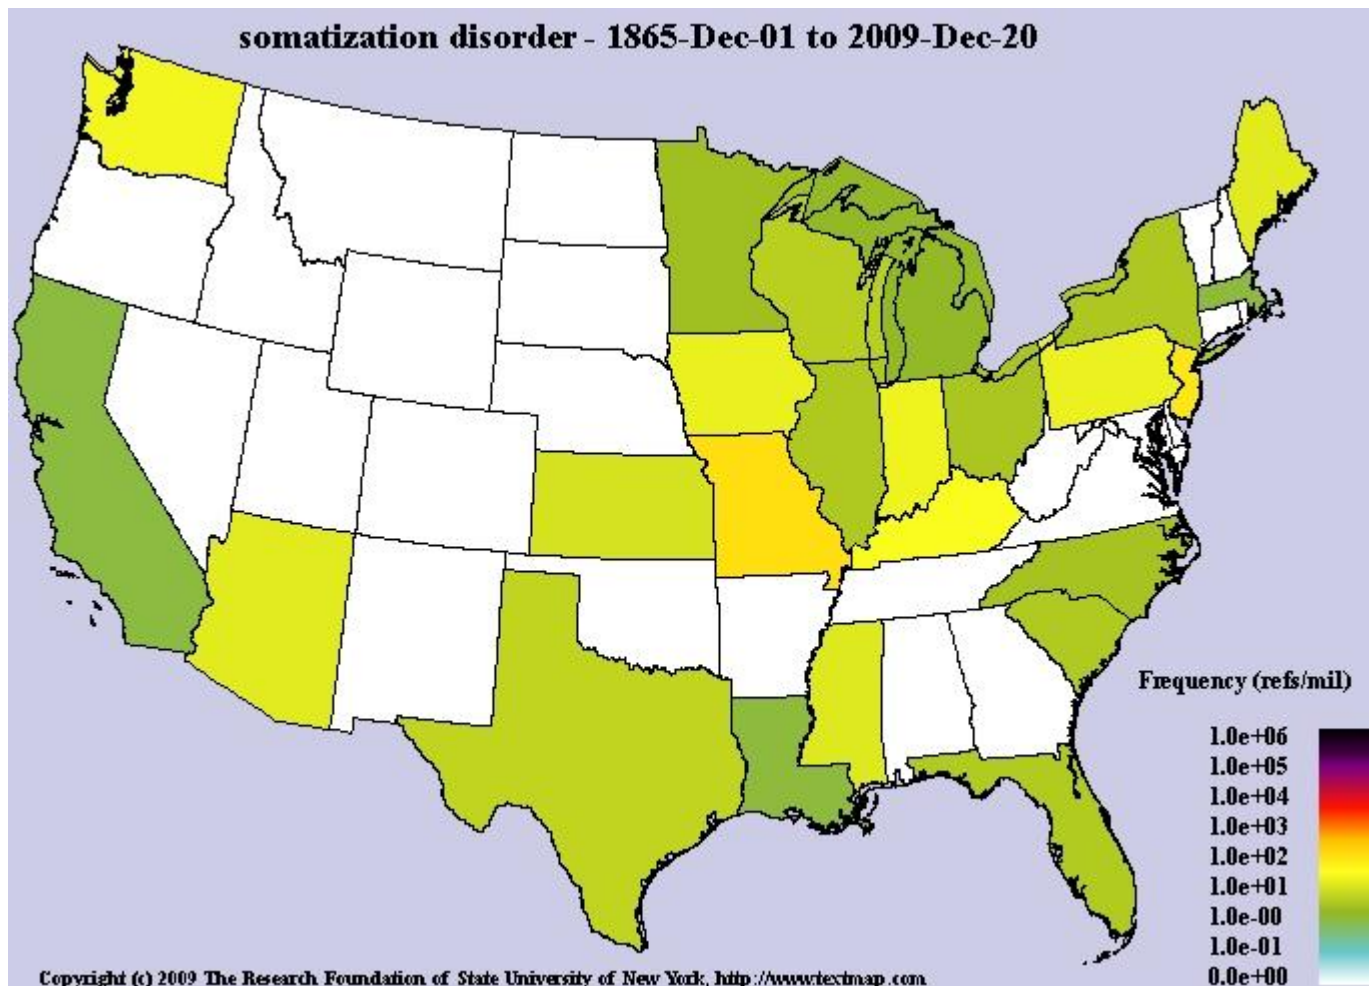 somatization disorder - 1865-Dec-01 to 2009-Dec-20
Frequency (refs/mil)
1.0e+06
1.0e+05
1.0e+04
1.0e+03
1.0e+02
1.0e+01
1.0e-00
1.0e-01
0.0e+00
Copyright (c) 2009 The Research Foundation of State University of New York, http://www.textmap.com